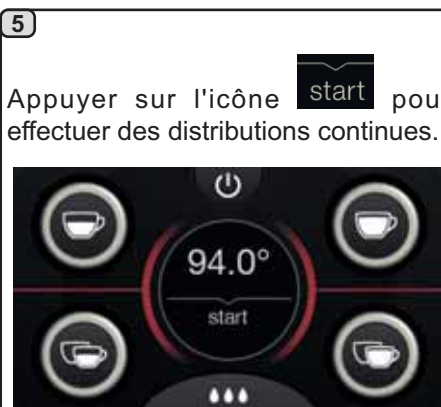 5
Appuyer sur l'icône start pou
effectuer des distributions continues.
94.0°
start